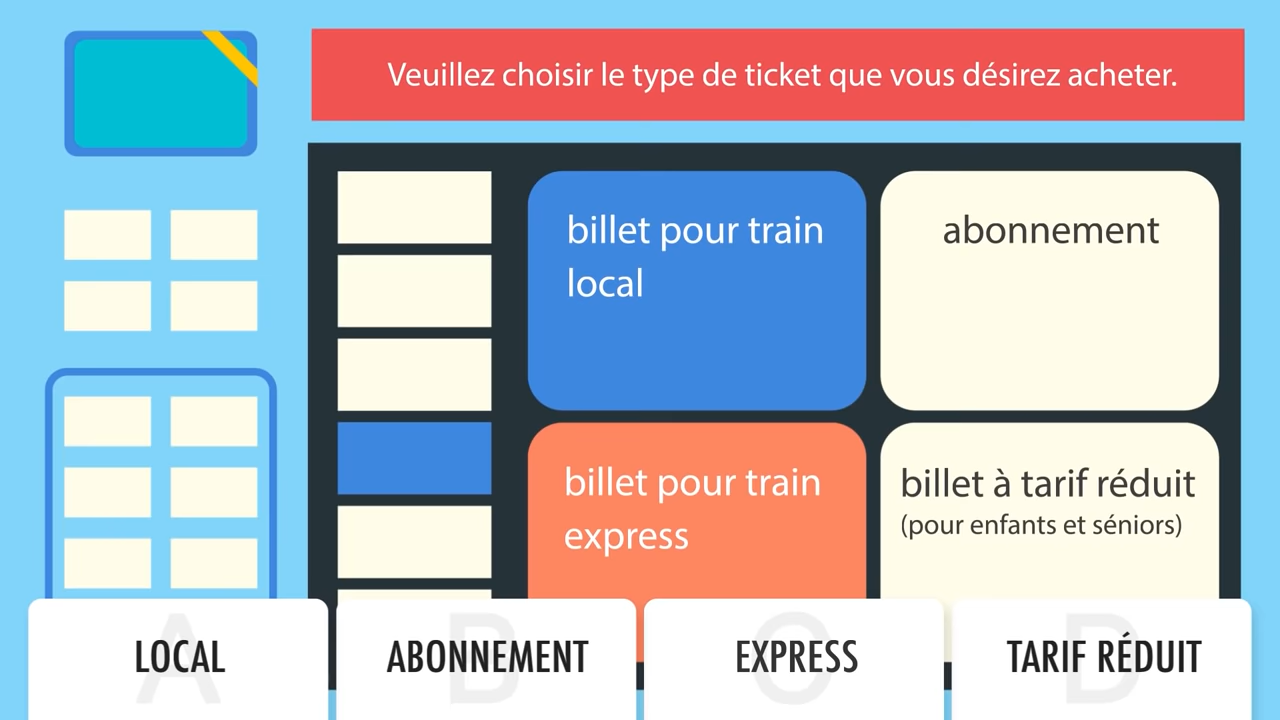 Veuillez choisir le type de ticket que vous désirez acheter.
billet pour train
local
abonnement
billet pour train
express
billet à tarif réduit
(pour enfants et séniors)
A
LOCAL
B
ABONNEMENT
C
EXPRESS
D
TARIF RÉDUIT